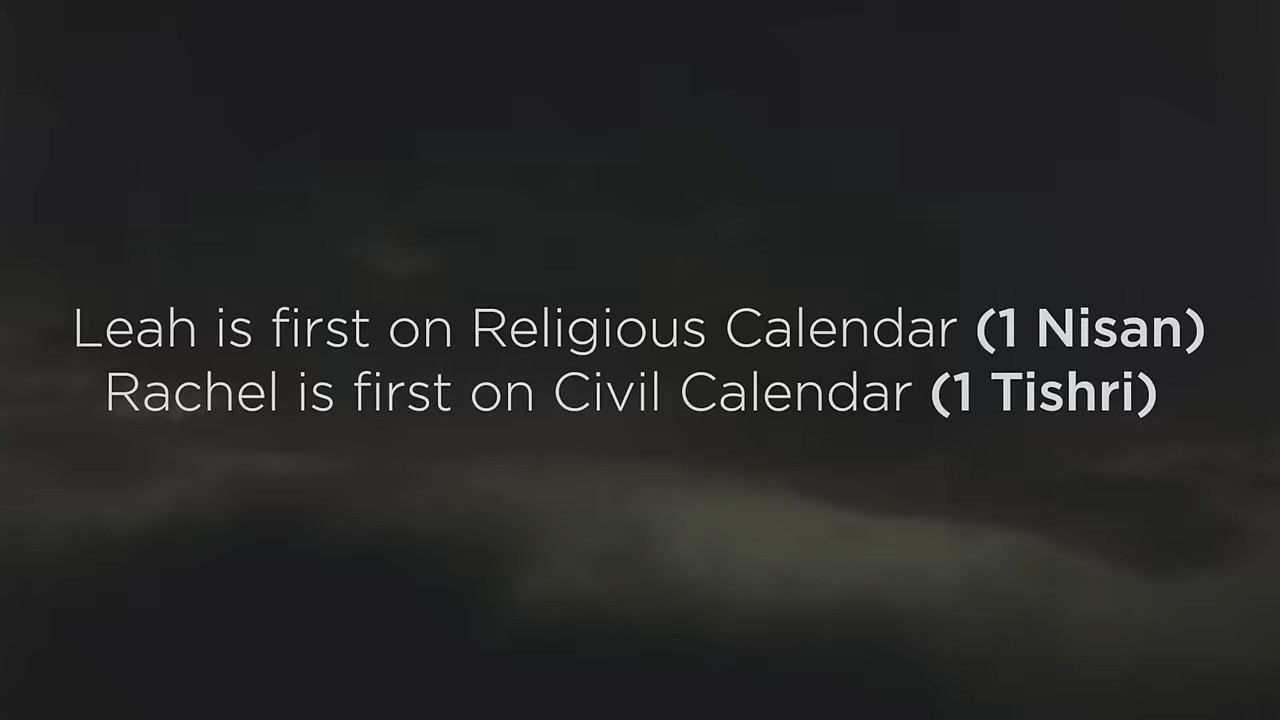 Leah is first on Religious Calendar (1 Nisan)
Rachel is first on Civil Calendar (1 Tishri)